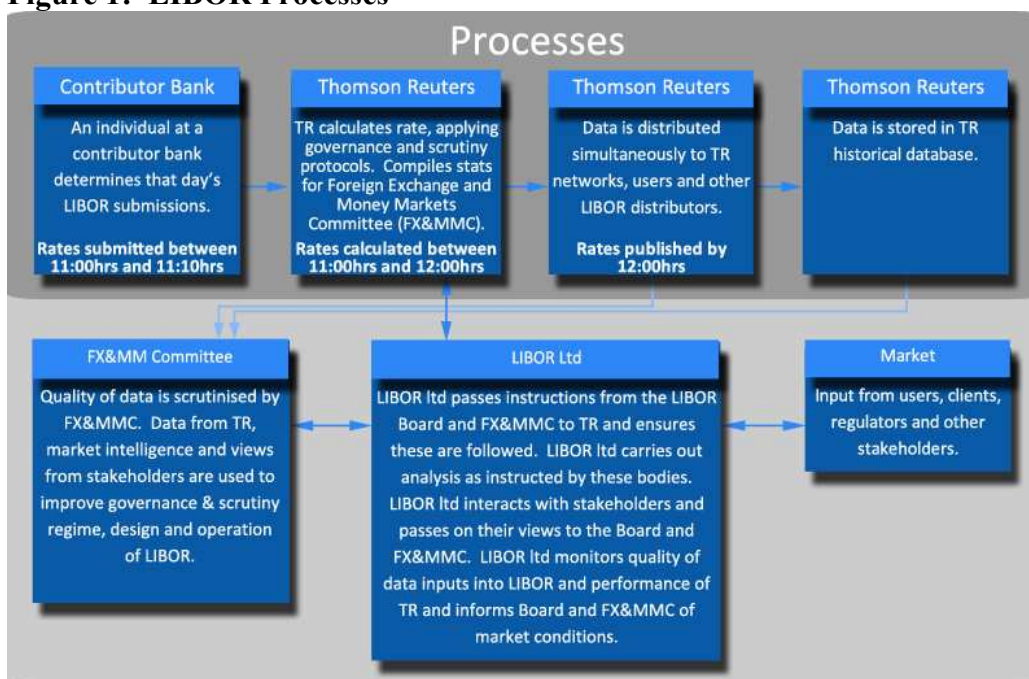 Figure 1: LIBOR Processes
Processes
Contributor Bank
An individual at a
contributor bank
determines that day's
LIBOR submissions.
Rates submitted between
11:00hrs and 11:10hrs
Thomson Reuters
TR calculates rate, applying
governance and scrutiny
protocols. Compiles stats
for Foreign Exchange and
Money Markets
Committee (FX&MMC).
Rates calculated between
11:00hrs and 12:00hrs
Thomson Reuters
Data is distributed
simultaneously to TR
networks, users and other
LIBOR distributors.
Rates published by
12:00hrs
Thomson Reuters
Data is stored in TR
historical database.
FX&MM Committee
Quality of data is scrutinised by
FX&MMC. Data from TR,
market intelligence and views
from stakeholders are used to
improve governance & scrutiny
regime, design and operation
of LIBOR.
LIBOR Ltd
LIBOR ltd passes instructions from the LIBOR
Board and FX&MMC to TR and ensures
these are followed. LIBOR ltd carries out
analysis as instructed by these bodies.
LIBOR ltd interacts with stakeholders and
passes on their views to the Board and
FX&MMC. LIBOR ltd monitors quality of
data inputs into LIBOR and performance of
TR and informs Board and FX&MMC of
market conditions.
Market
Input from users, clients,
regulators and other
stakeholders.